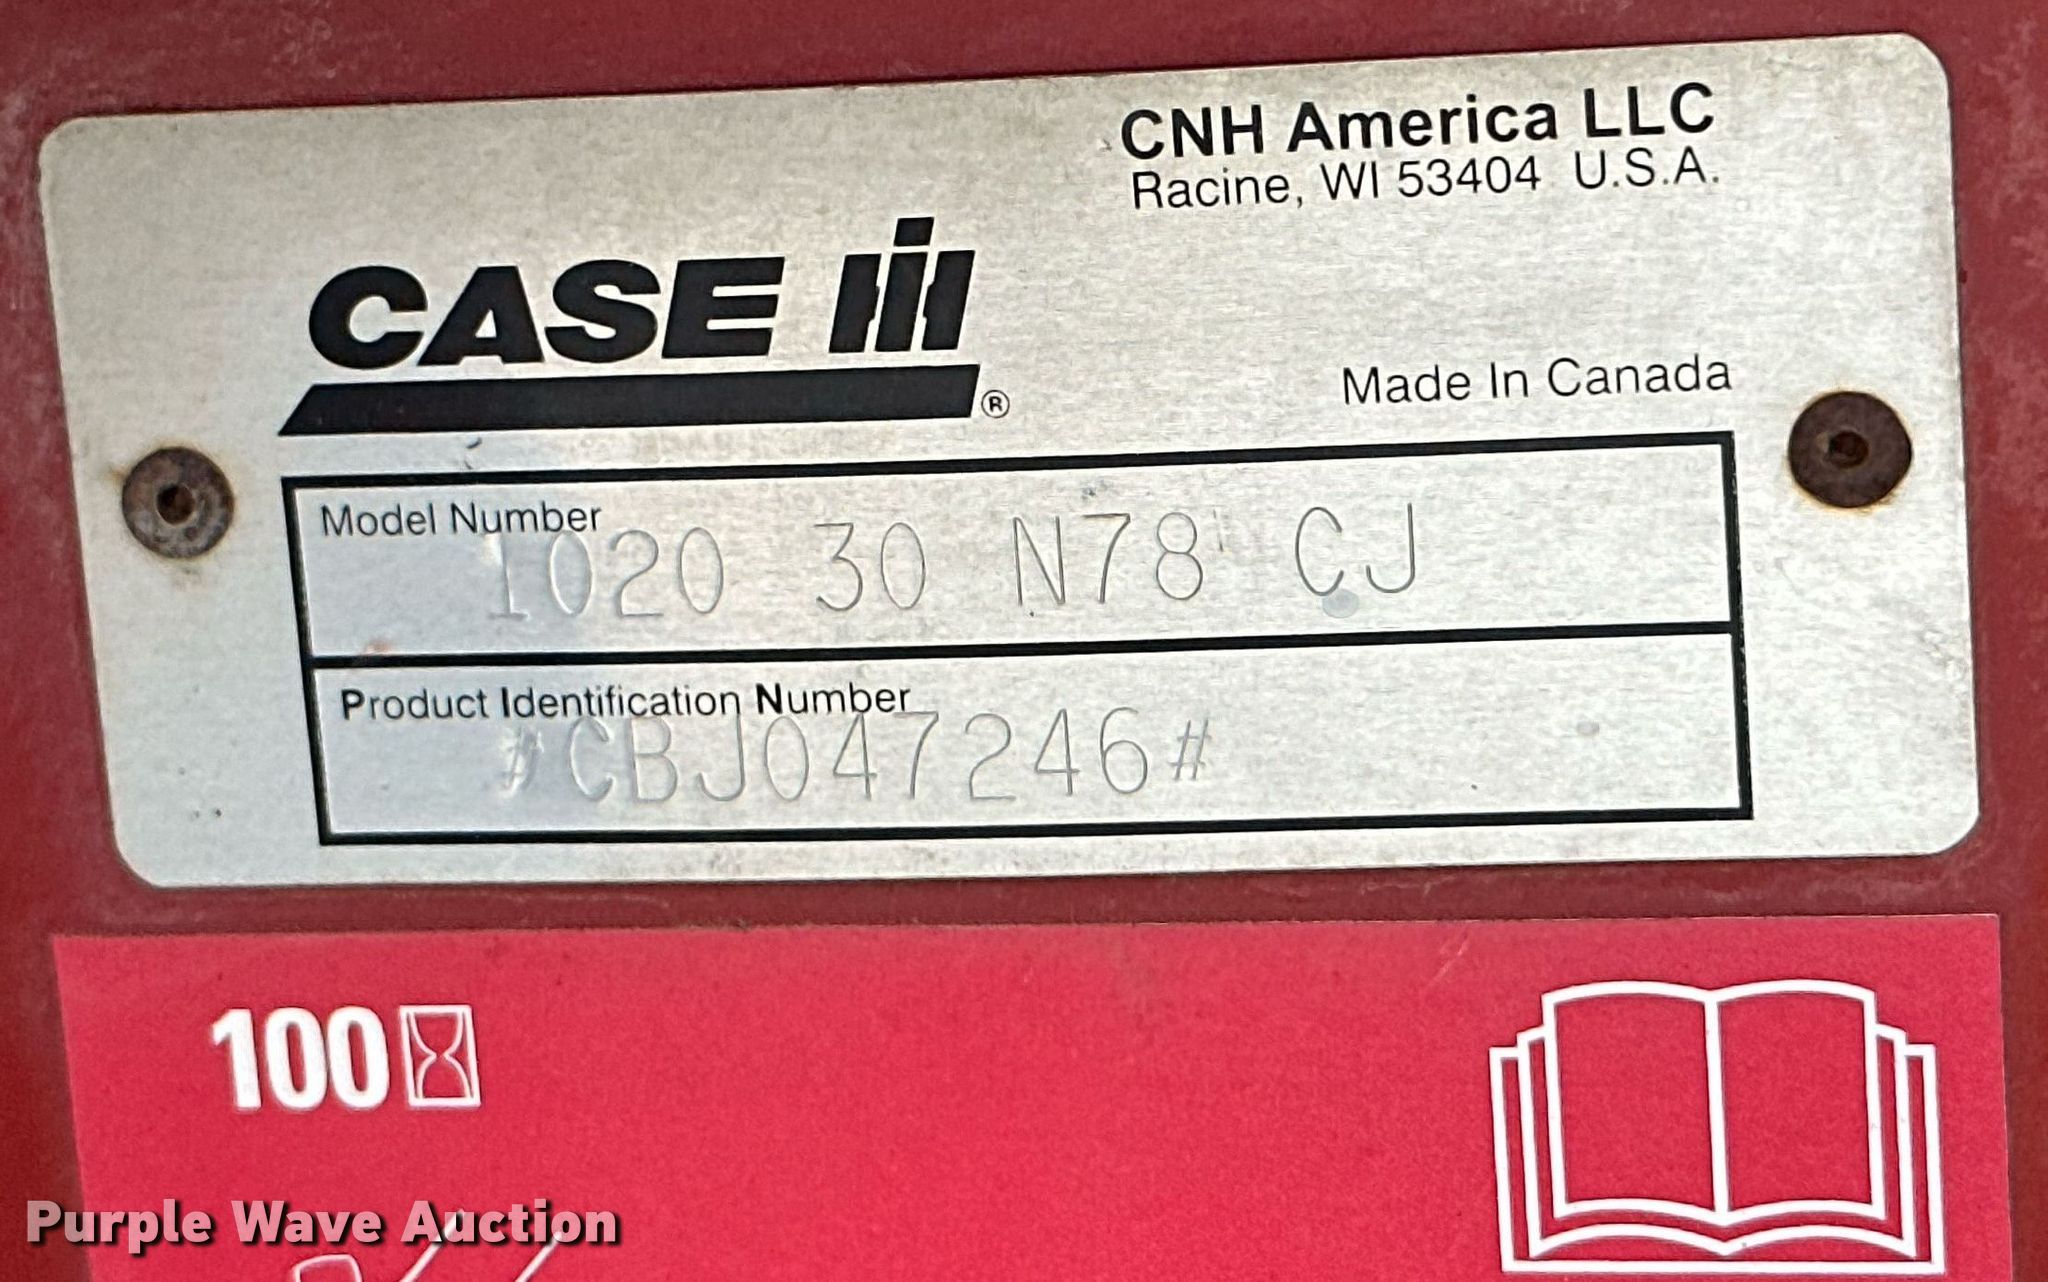 CNH America LLC
Racine, WI 53404 U.S.A.
CASE IH
®
Made In Canada
Model Number
1020 30 N78 CJ
Product Identification Number
#CBJ047246#
100
Purple Wave Auction